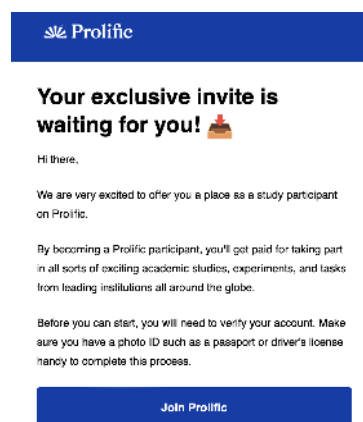 Prolific
Your exclusive invite is
waiting for you! 📥
Hi there,
We are very excited to offer you a place as a study participant
on Prolific.
By becoming a Prolific participant, you'll get paid for taking part
in all sorts of exciting academic studies, experiments, and tasks
from leading institutions all around the globe.
Before you can start, you will need to verify your account. Make
sure you have a photo ID such as a passport or driver's license
handy to complete this process.
Join Prolific